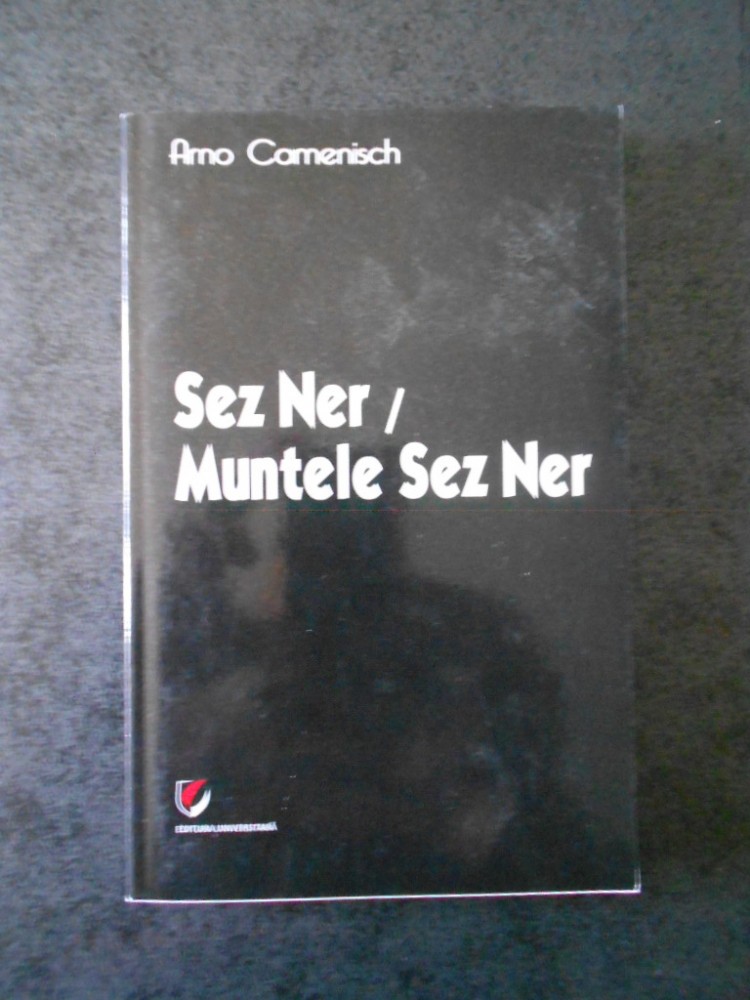 Arno Camenisch
Sez Ner /
Muntele Sez Ner
EDITURA UNIVERSITARĂ